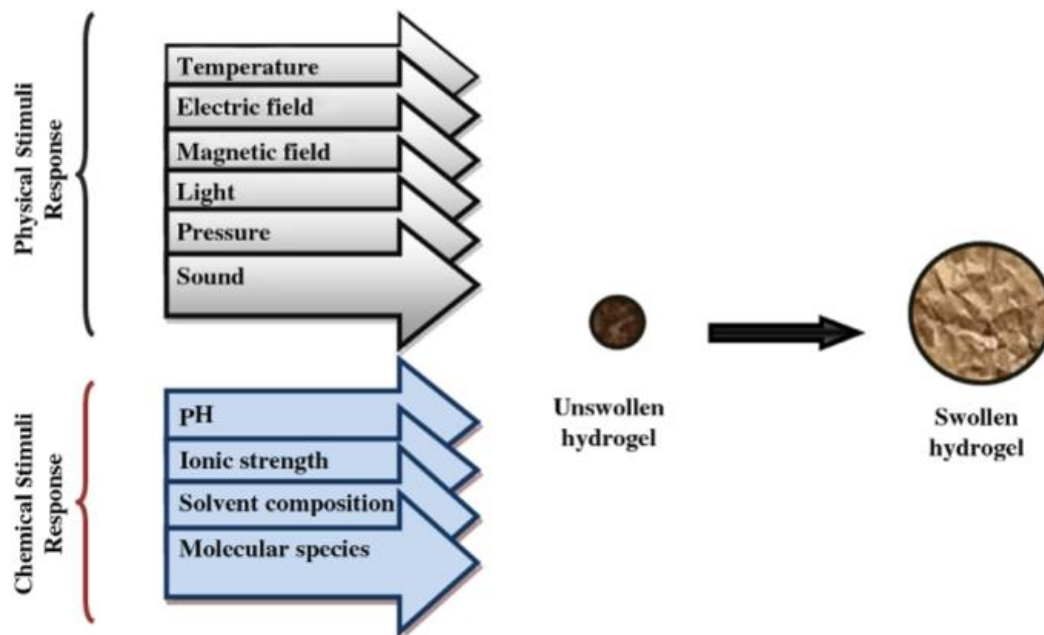 Physical Stimuli
Response
Temperature
Electric field
Magnetic field
Light
Pressure
Sound
Chemical Stimuli
Response
PH
Ionic strength
Solvent composition
Molecular species
Unswollen
hydrogel
Swollen
hydrogel